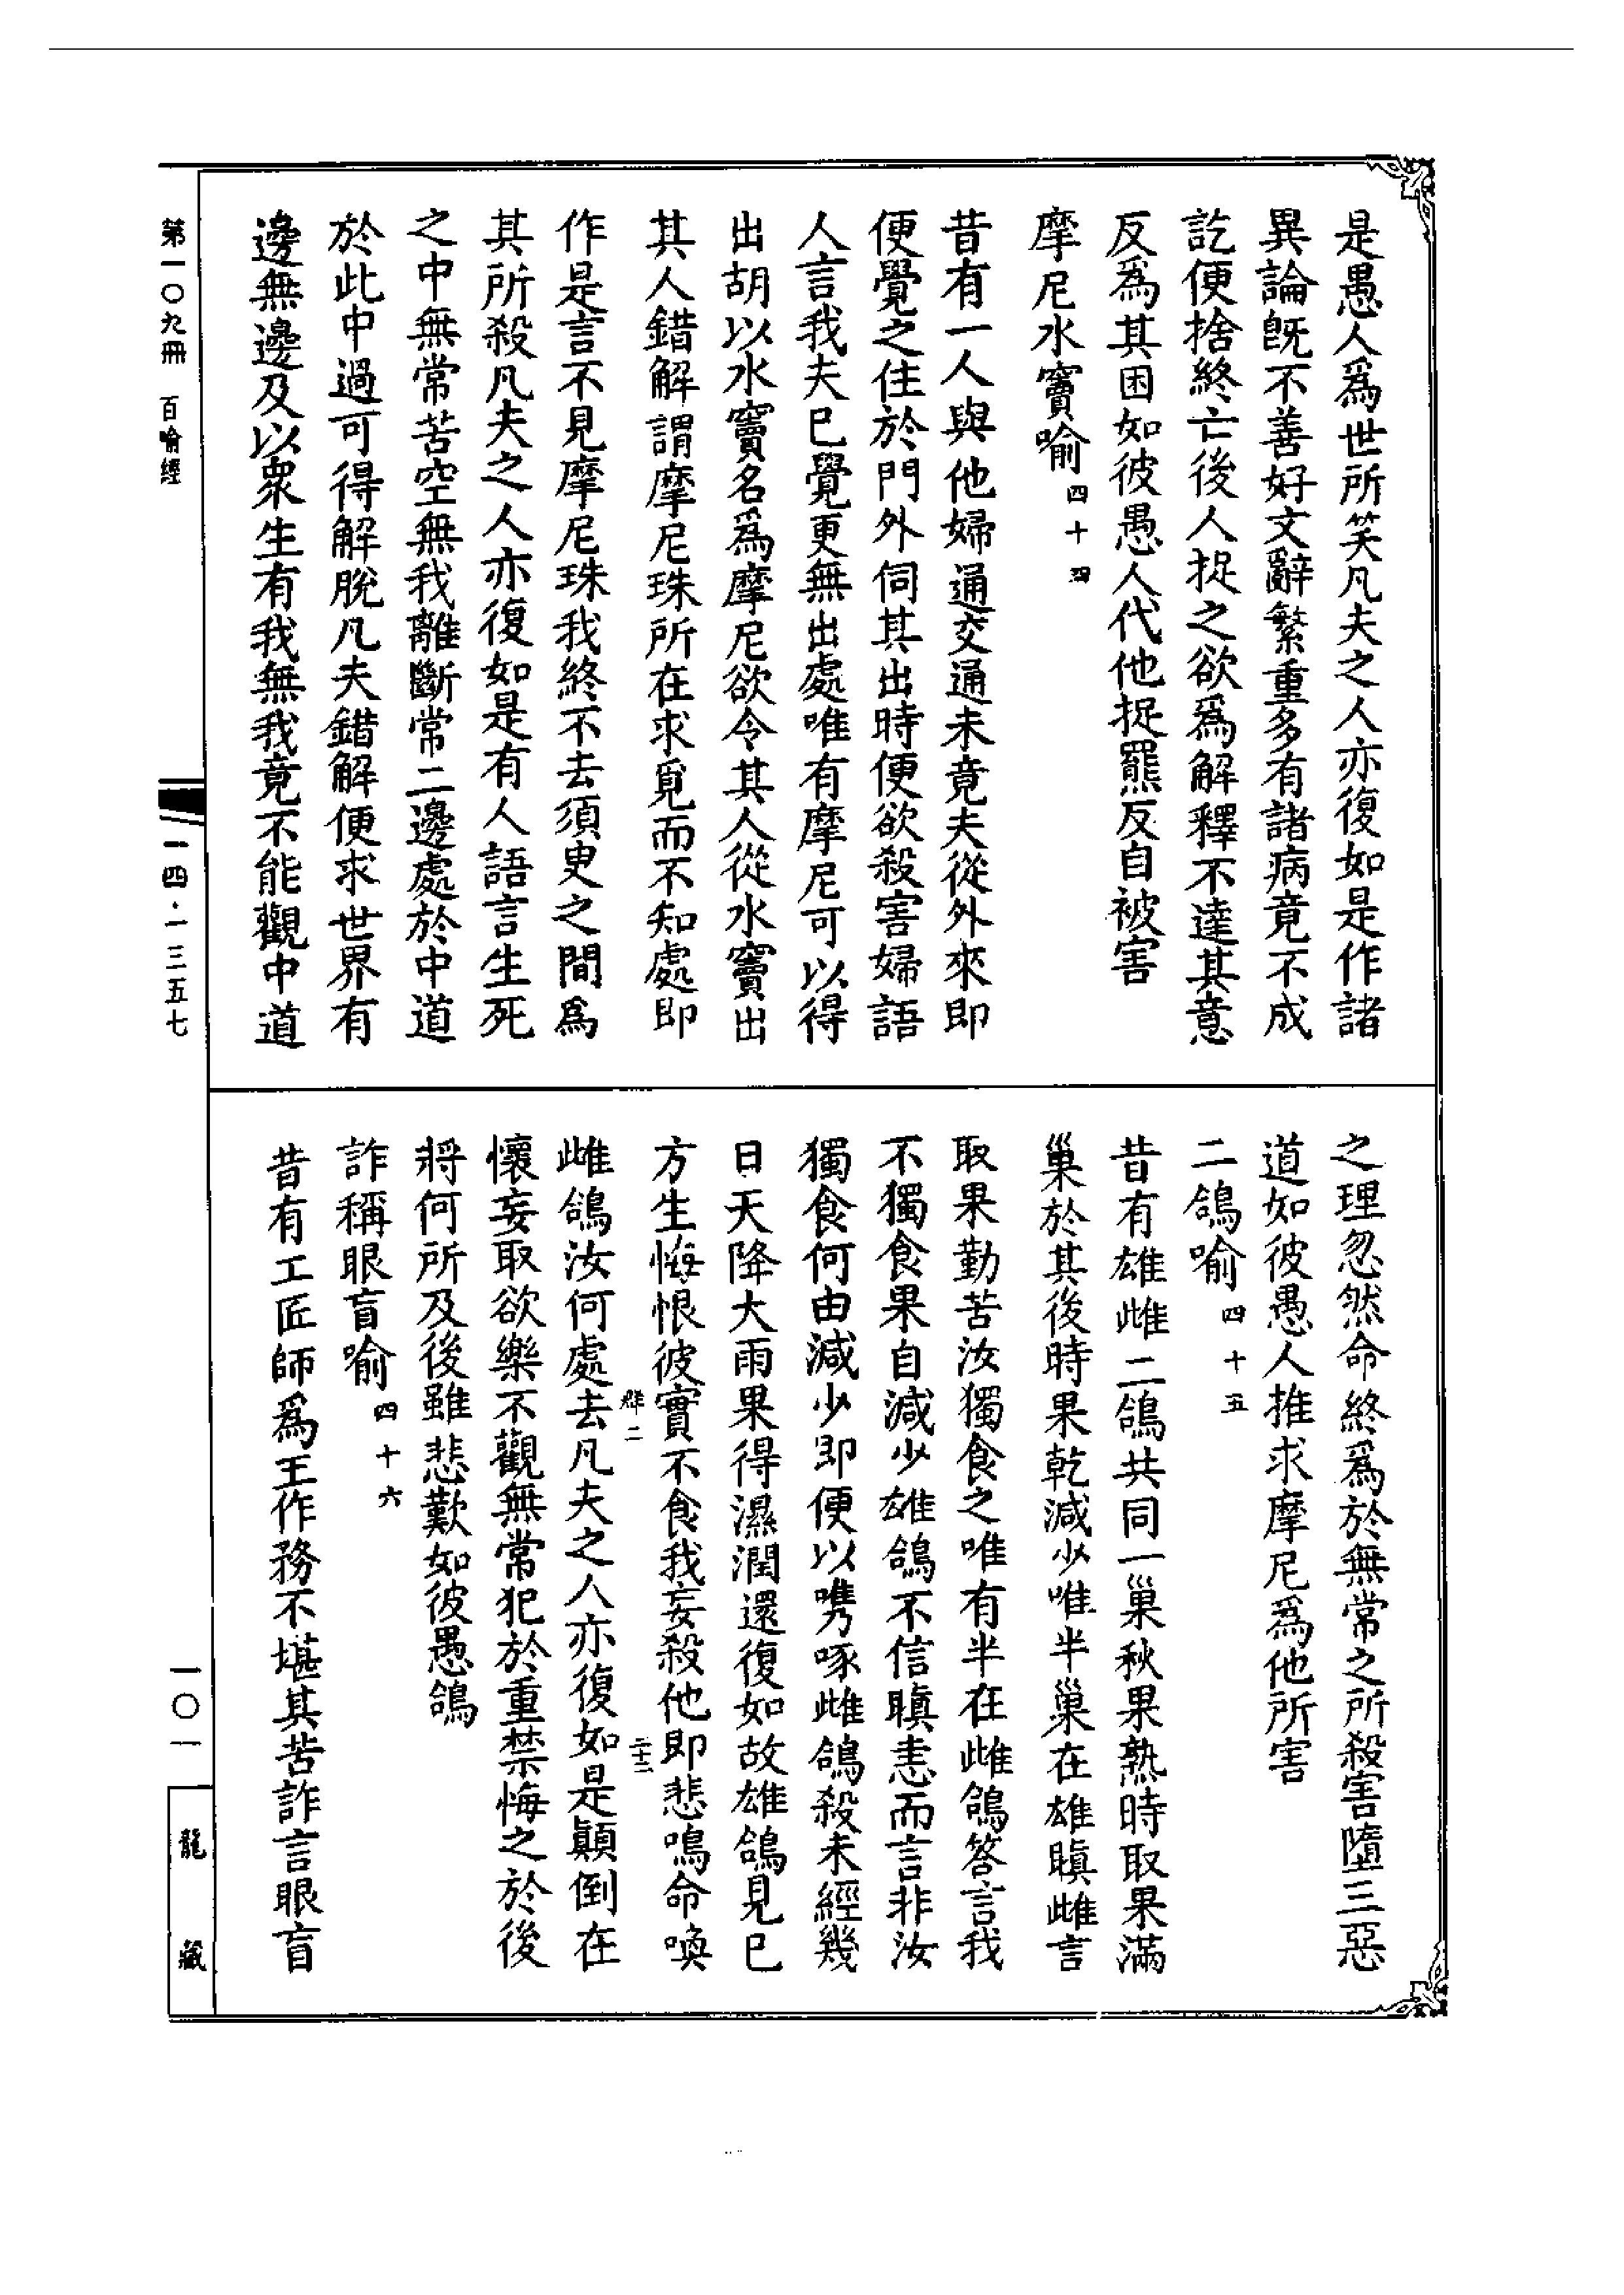 是愚人爲世所笑凡夫之人亦復如是作諸
異論旣不善好文辭繁重多有諸病竟不成
訖便捨終亡後人捉之欲爲解釋不達其意
反爲其困如彼愚人代他捉羆反自被害
摩尼水竇喻四十四
昔有一人與他婦通交通未竟夫從外來即
便覺之住於門外伺其出時便欲殺害婦語
人言我夫已覺更無出處唯有摩尼可以得
出胡以水竇名爲摩尼欲令其人從水竇出
其人錯解謂摩尼珠所在求覓而不知處即
作是言不見摩尼珠我終不去須臾之間爲
其所殺凡夫之人亦復如是有人語言生死
之中無常苦空無我離斷常二邊處於中道
於此中過可得解脫凡夫錯解便求世界有
邊無邊及以衆生有我無我竟不能觀中道
之理忽然命終爲於無常之所殺害墮三惡
道如彼愚人推求摩尼爲他所害
二鴿喻四十五
昔有雄雌二鴿共同一巢秋果熟時取果滿
巢於其後時果乾減少唯半巢在雄瞋雌言
取果勤苦汝獨食之唯有半在雌鴿答言我
不獨食果自減少雄鴿不信瞋恚而言非汝
獨食何由減少即便以㗲啄雌鴿殺未經幾
日天降大雨果得濕潤還復如故雄鴿見已
方生悔恨彼實不食我妄殺他即悲鳴命喚
雌鴿汝何處去凡夫之人亦復如是顚倒在
懷妄取欲樂不觀無常犯於重禁悔之於後
將何所及後雖悲歎如彼愚鴿
詐稱眼盲喻四十六
昔有工匠師爲王作務不堪其苦詐言眼盲
第一〇九冊 百喻經
一四·一三五七
一〇一
龍藏